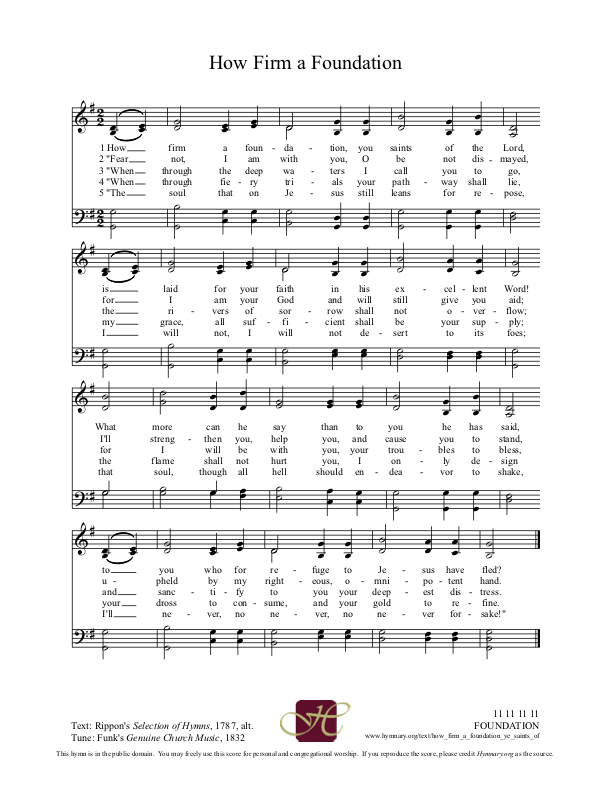 How Firm a Foundation
1 How firm a foun - da - tion, you saints of the Lord,
2 "Fear not, I am with you, O be not dis - mayed,
3 "When through the deep wa - ters I call you to go,
4 "When through fie - ry tri - als your path - way shall lie,
5 "The soul that on Je - sus still leans for re - pose,
is laid for your faith in his ex - cel - lent Word!
for I am your God and will still give you aid;
the ri - vers of sor - row shall not o - ver - flow;
my grace, all suf - fi - cient shall be your sup - ply;
I will not, I will not de - sert to its foes;
What more can he say than to you he has said,
I'll streng - then you, help you, and cause you to stand,
for I will be with you, your trou - bles to bless,
the flame shall not hurt you, I on - ly de - sign
that soul, though all hell should en - dea - vor to shake,
to you who for re - fuge to Je - sus have fled?
u - pheld by my right - eous, o - mni - po - tent hand.
and sanc - ti - fy to you your deep - est dis - tress.
your dross to con - sume, and your gold to re - fine.
I'll ne - ver, no ne - ver, no ne - ver for - sake!"
11 11 11 11
Text: Rippon's Selection of Hymns, 1787, alt. FOUNDATION
Tune: Funk's Genuine Church Music, 1832 www.hymnary.org/text/how_firm_a_foundation_ye_saints_of
This hymn is in the public domain. You may freely use this score for personal and congregational worship. If you reproduce the score, please credit Hymnary.org as the source.